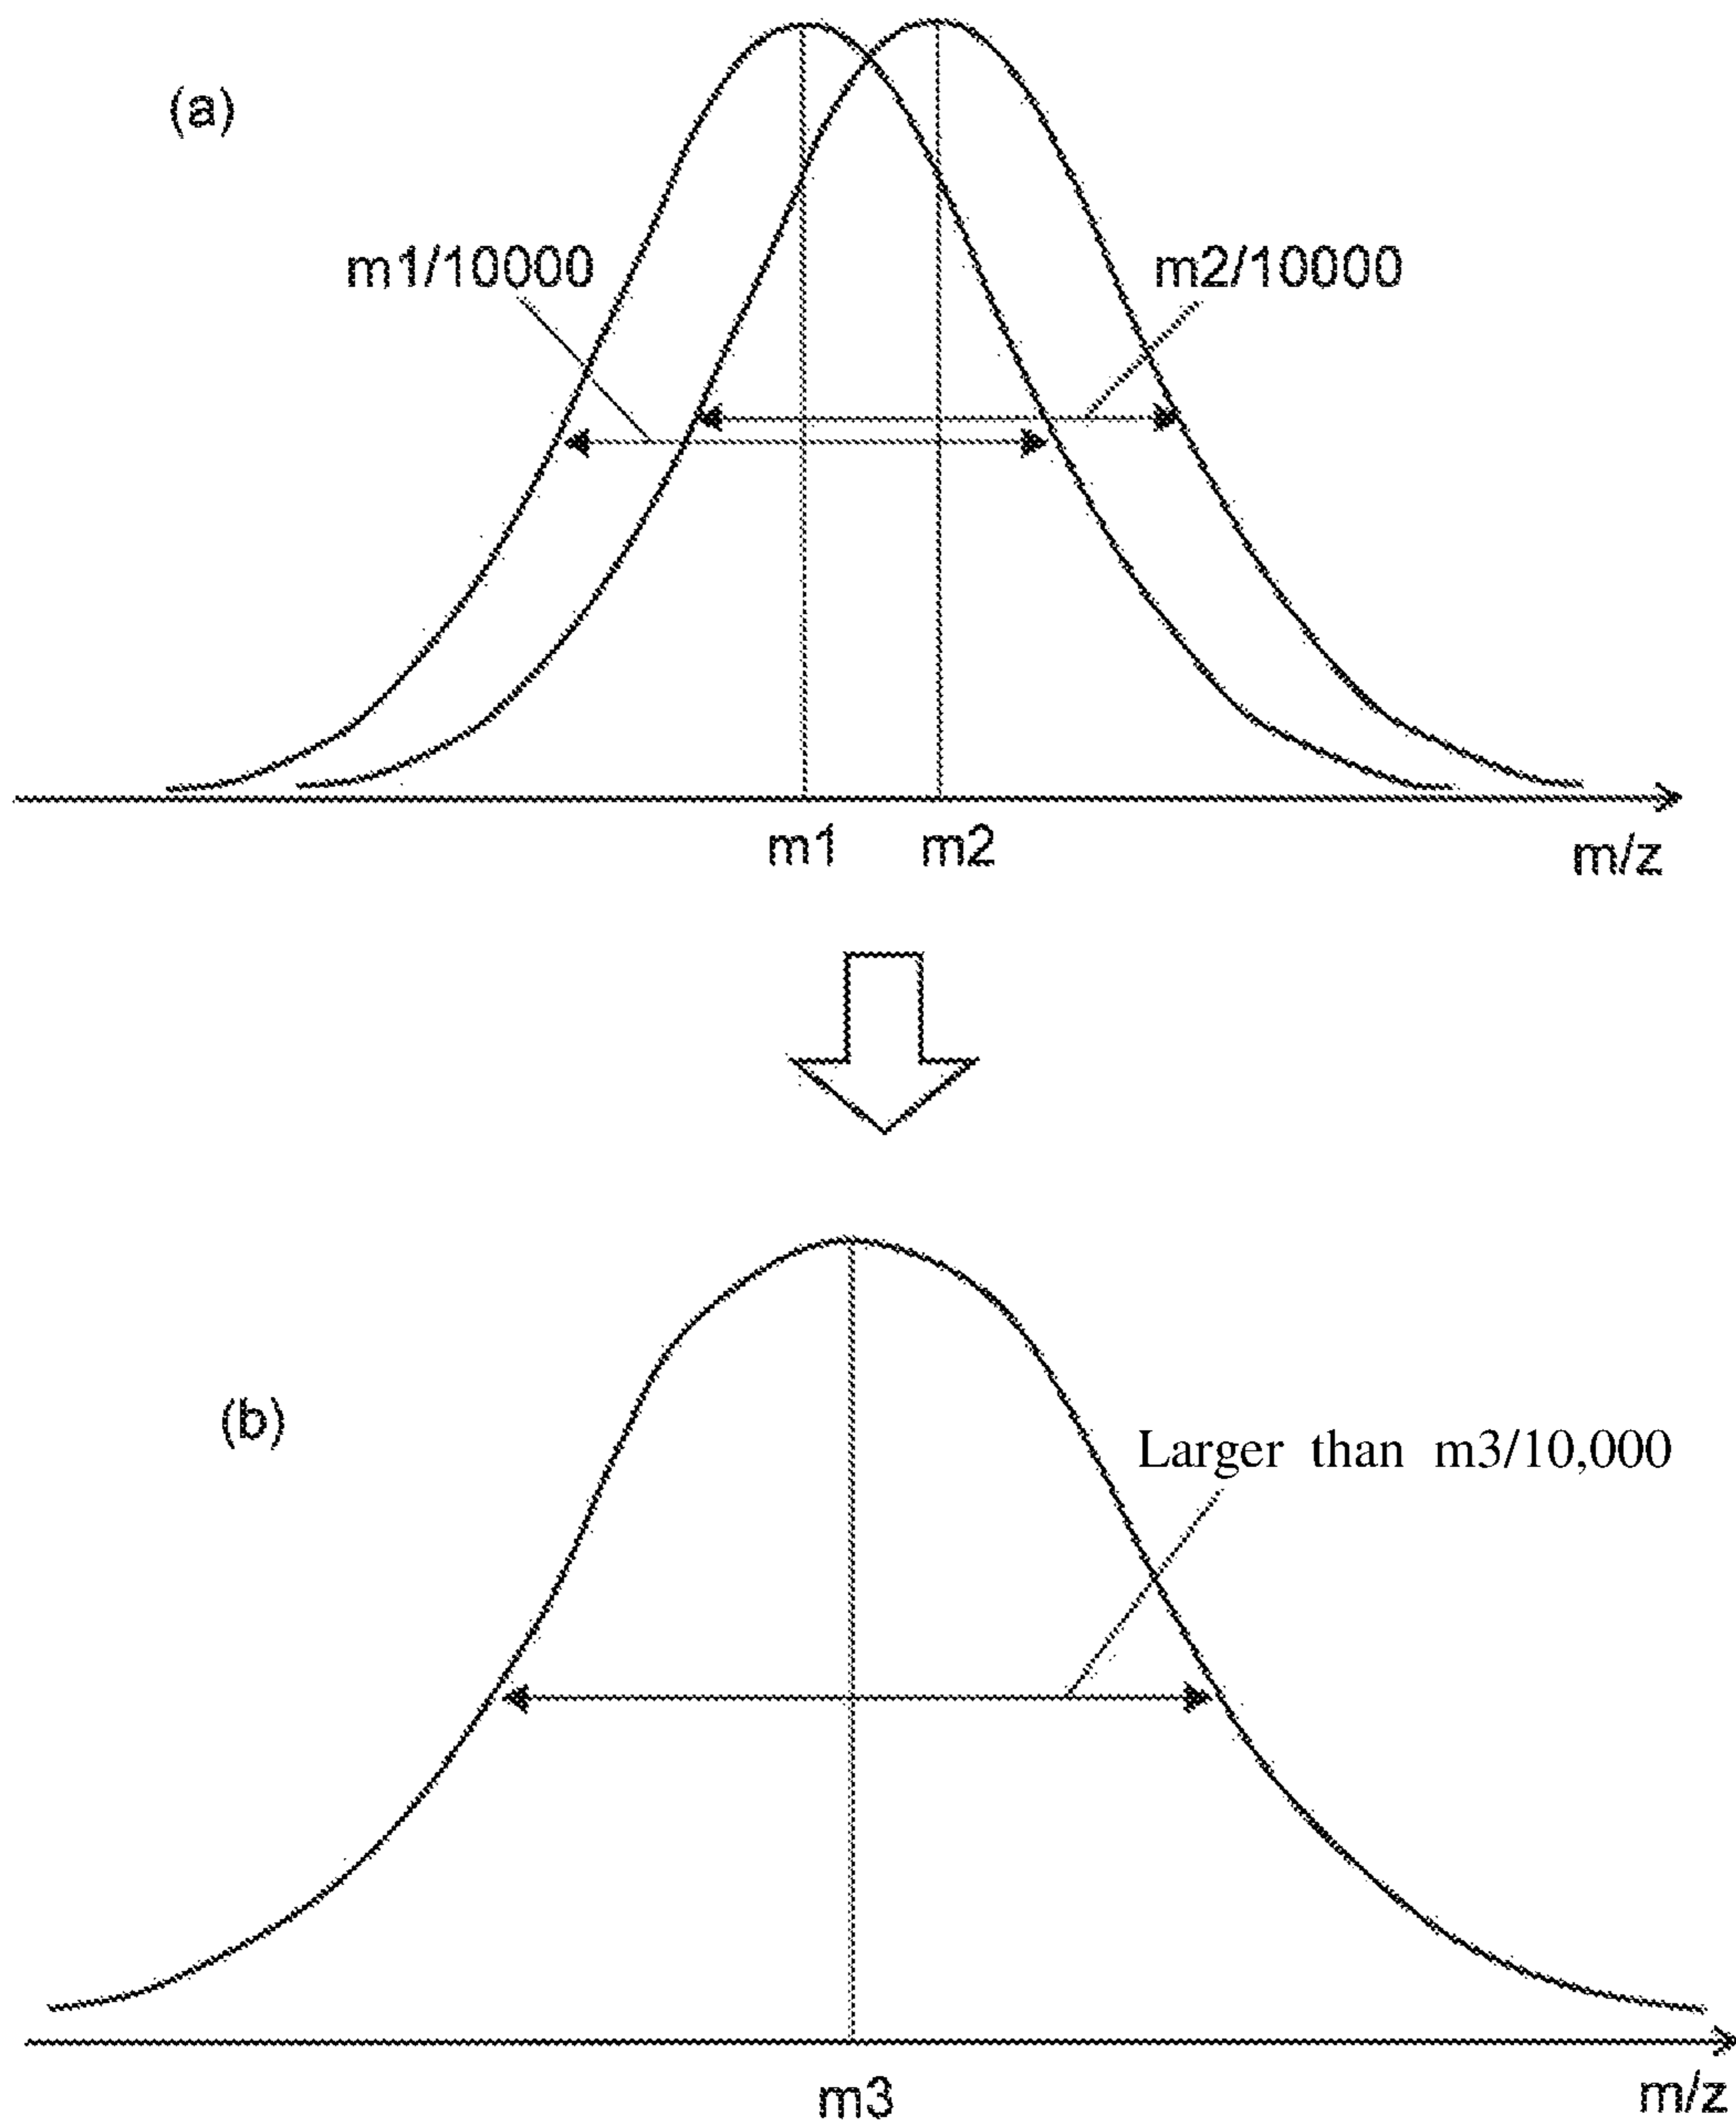 (a)
m1/10000
m2/10000
m1
m2
m/z
(b)
Larger than m3/10,000
m3
m/z